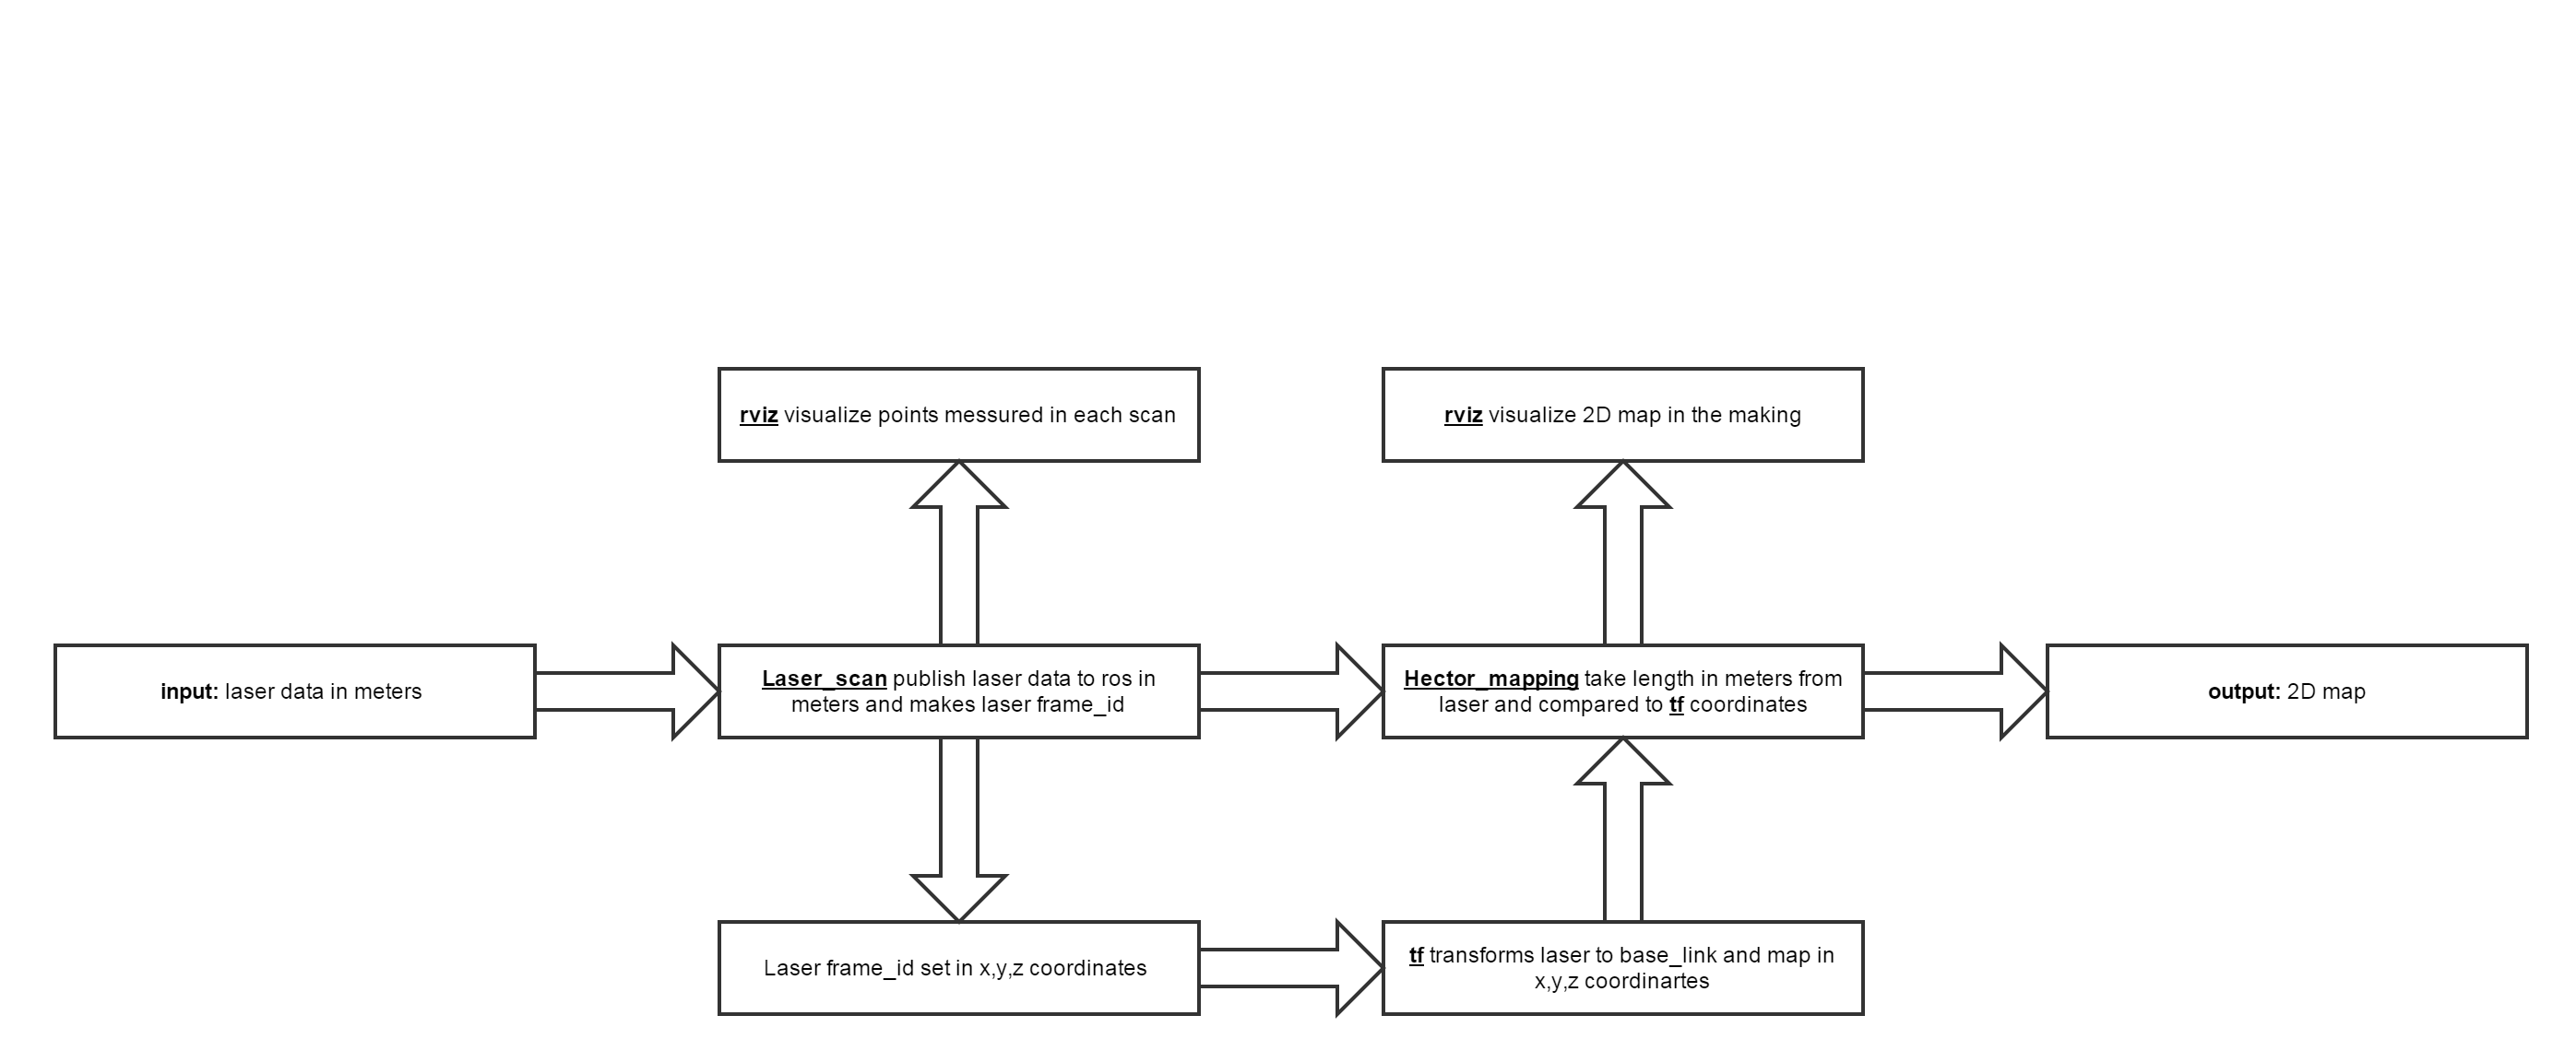 rviz visualize points messured in each scan
rviz visualize 2D map in the making
input: laser data in meters
Laser_scan publish laser data to ros in
meters and makes laser frame_id
Hector_mapping take length in meters from
laser and compared to tf coordinates
output: 2D map
Laser frame_id set in x,y,z coordinates
tf transforms laser to base_link and map in
x,y,z coordinartes